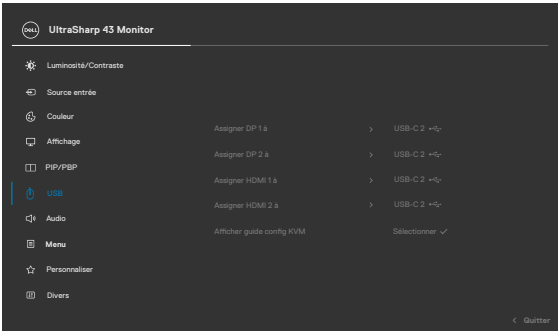 DELL UltraSharp 43 Monitor
Luminosité/Contraste
Source entrée
Couleur
Affichage
PIP/PBP
USB
Audio
Menu
Personnaliser
Divers
Assigner DP 1 à > USB-C 2
Assigner DP 2 à > USB-C 2
Assigner HDMI 1 à > USB-C 2
Assigner HDMI 2 à > USB-C 2
Afficher guide config KVM Sélectionner ✓
< Quitter